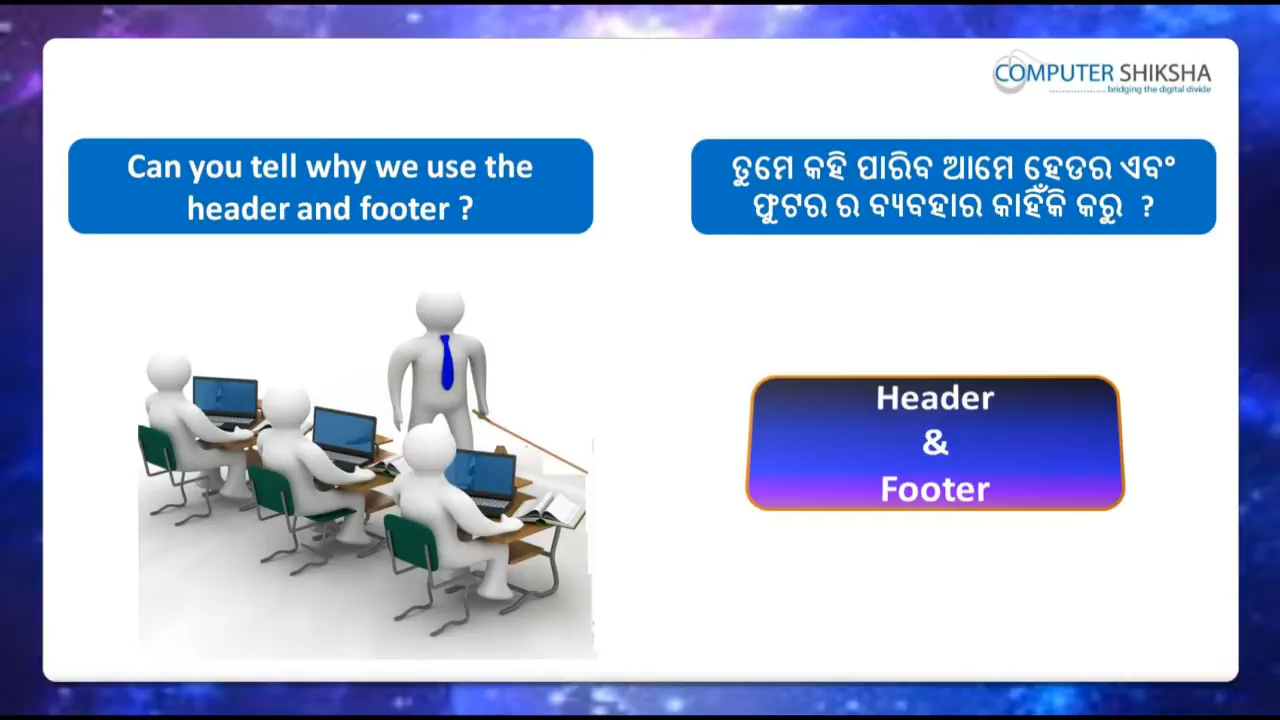 COMPUTER SHIKSHA
bridging the digital divide
Can you tell why we use the
header and footer ?
ତୁମେ କହି ପାରିବ ଆମେ ହେଡର ଏବଂ
ଫୁଟର ର ବ୍ୟବହାର କାହିଁକି କରୁ ?
Header
&
Footer